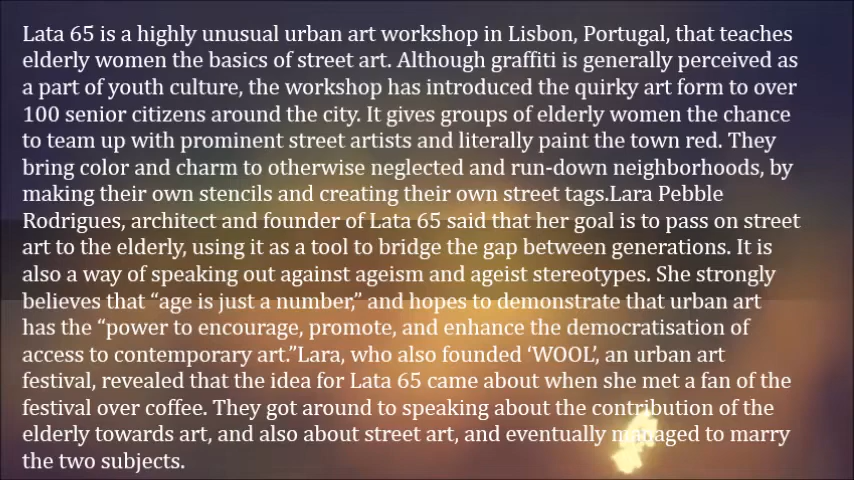 Lata 65 is a highly unusual urban art workshop in Lisbon, Portugal, that teaches
elderly women the basics of street art. Although graffiti is generally perceived as
a part of youth culture, the workshop has introduced the quirky art form to over
100 senior citizens around the city. It gives groups of elderly women the chance
to team up with prominent street artists and literally paint the town red. They
bring color and charm to otherwise neglected and run-down neighborhoods, by
making their own stencils and creating their own street tags.Lara Pebble
Rodrigues, architect and founder of Lata 65 said that her goal is to pass on street
art to the elderly, using it as a tool to bridge the gap between generations. It is
also a way of speaking out against ageism and ageist stereotypes. She strongly
believes that “age is just a number,” and hopes to demonstrate that urban art
has the “power to encourage, promote, and enhance the democratisation of
access to contemporary art.”Lara, who also founded ‘WOOL’, an urban art
festival, revealed that the idea for Lata 65 came about when she met a fan of the
festival over coffee. They got around to speaking about the contribution of the
elderly towards art, and also about street art, and eventually managed to marry
the two subjects.